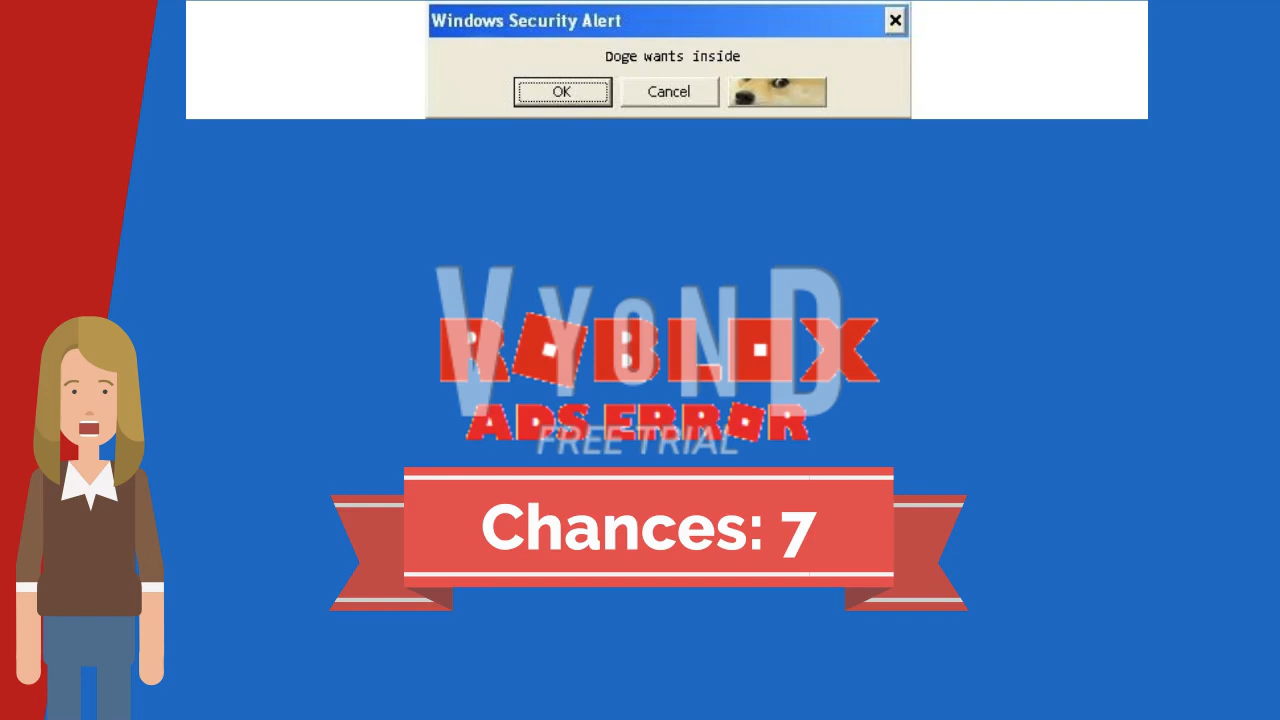 Windows Security Alert
Doge wants inside
OK Cancel
VYOND
ROBLOX
ADS ERROR
FREE TRIAL
Chances: 7